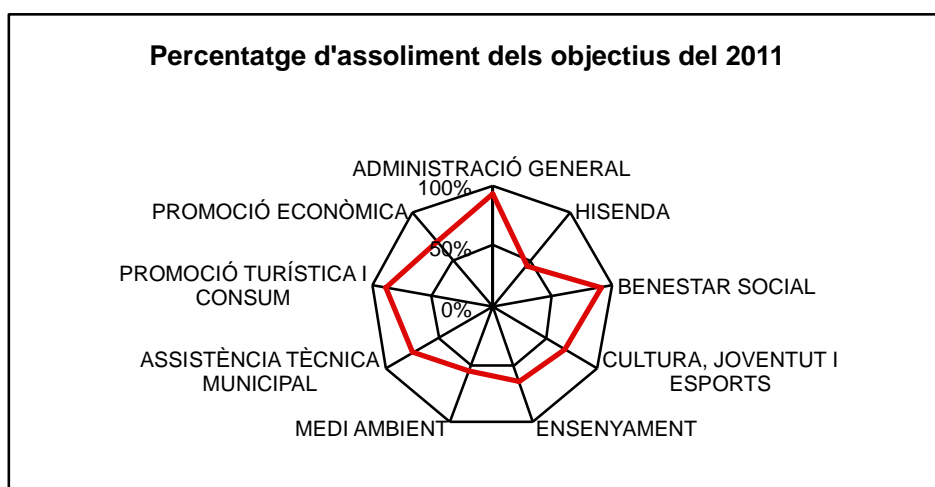 Percentatge d'assoliment dels objectius del 2011
ADMINISTRACIÓ GENERAL
100%
PROMOCIÓ ECONÒMICA
HISENDA
50%
PROMOCIÓ TURÍSTICA I
CONSUM
BENESTAR SOCIAL
0%
ASSISTÈNCIA TÈCNICA
MUNICIPAL
CULTURA, JOVENTUT I
ESPORTS
MEDI AMBIENT
ENSENYAMENT